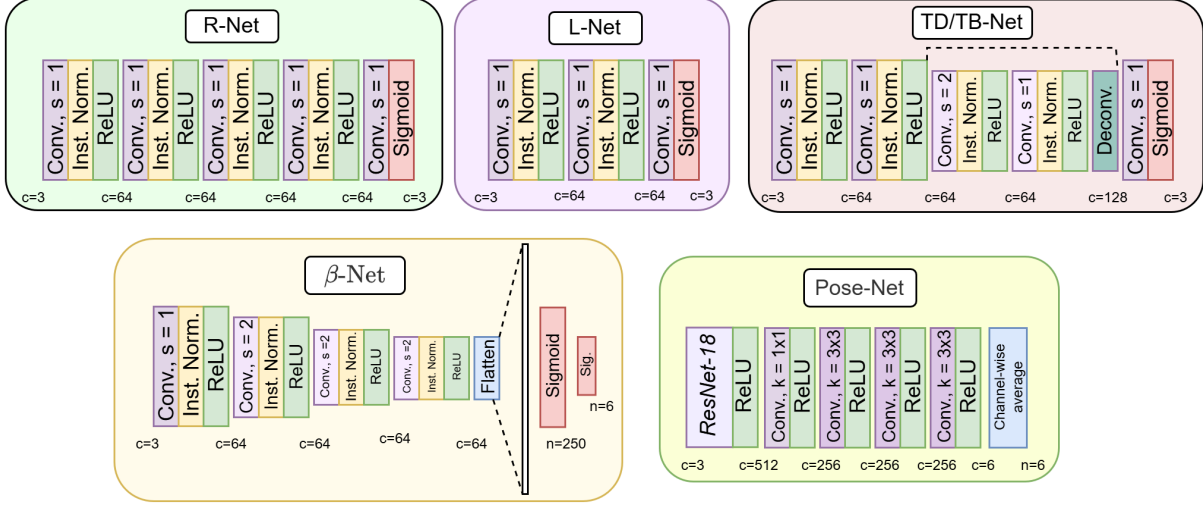 R-Net
Conv., s = 1
Inst. Norm.
ReLU
Conv., s = 1
Inst. Norm.
ReLU
Conv., s = 1
Inst. Norm.
ReLU
Conv., s = 1
Inst. Norm.
ReLU
Conv., s = 1
Sigmoid
c=3
c=64
c=64
c=64
c=64
c=3
L-Net
Conv., s = 1
Inst. Norm.
ReLU
Conv., s = 1
Inst. Norm.
ReLU
Conv., s = 1
Sigmoid
c=3
c=64
c=64
c=3
TD/TB-Net
Conv., s = 1
Inst. Norm.
ReLU
Conv., s = 1
Inst. Norm.
ReLU
Conv., s = 2
Inst. Norm.
ReLU
Conv., s =1
Inst. Norm.
ReLU
Deconv.
Conv., s = 1
Sigmoid
c=3
c=64
c=64
c=64
c=128
c=3
β-Net
Conv., s = 1
Inst. Norm.
ReLU
Conv., s = 2
Inst. Norm.
ReLU
Conv., s =2
Inst. Norm.
ReLU
Conv., s =2
Inst. Norm.
ReLU
Flatten
Sigmoid
Sig.
c=3
c=64
c=64
c=64
c=64
n=250
n=6
Pose-Net
ResNet-18
ReLU
Conv., k = 1x1
ReLU
Conv., k = 3x3
ReLU
Conv., k = 3x3
ReLU
Conv., k = 3x3
ReLU
Channel-wise
average
c=3
c=512
c=256
c=256
c=256
c=6
n=6